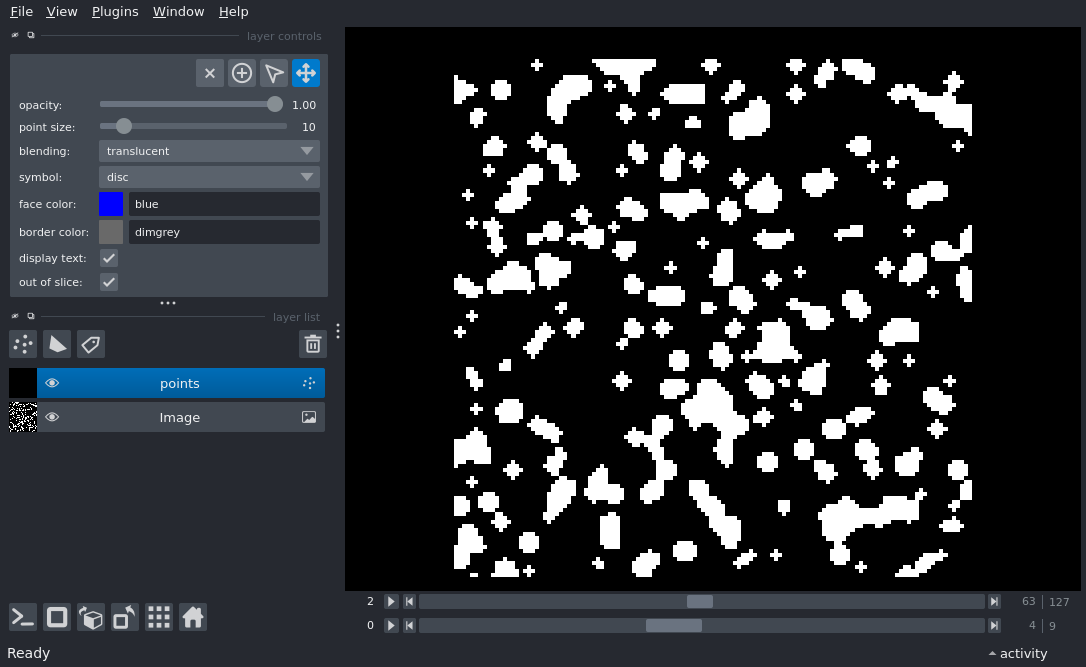 File View Plugins Window Help
layer controls
opacity: 1.00
point size: 10
blending: translucent
symbol: disc
face color: blue
border color: dimgrey
display text:
out of slice:
layer list
points
Image
2 63 127
0 4 9
Ready activity